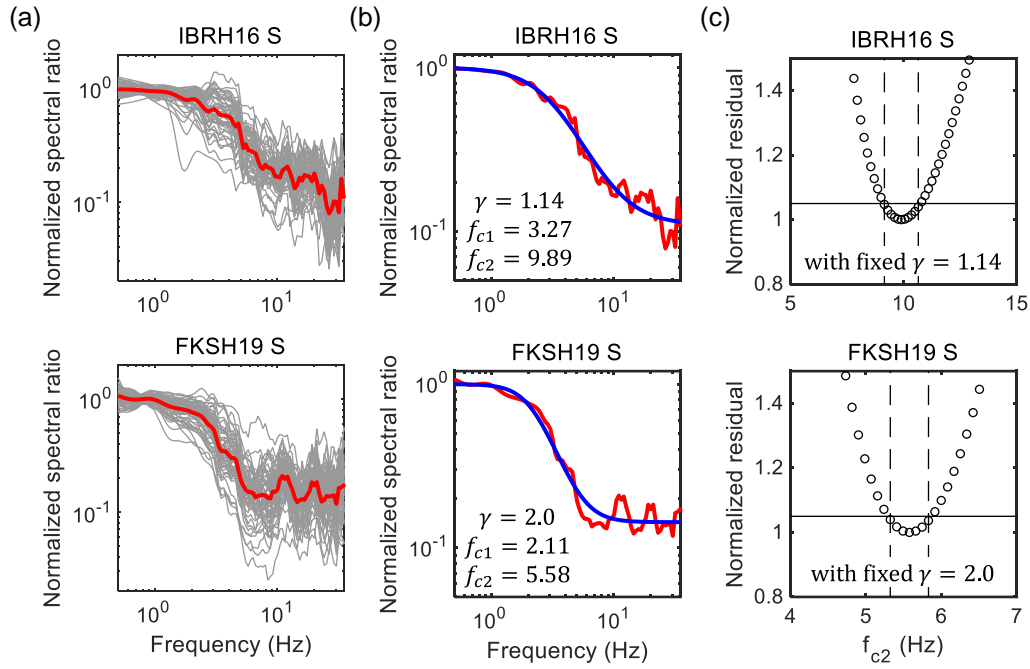 (a)
IBRH16 S
Normalized spectral ratio
10^0
10^-1
10^0
10^1
FKSH19 S
Normalized spectral ratio
10^0
10^-1
10^0
10^1
Frequency (Hz)
(b)
IBRH16 S
Normalized spectral ratio
10^0
10^-1
γ = 1.14
f_c1 = 3.27
f_c2 = 9.89
10^0
10^1
FKSH19 S
Normalized spectral ratio
10^0
10^-1
γ = 2.0
f_c1 = 2.11
f_c2 = 5.58
10^0
10^1
Frequency (Hz)
(c)
IBRH16 S
Normalized residual
1.4
1.2
1
0.8
with fixed γ = 1.14
5 10 15
FKSH19 S
Normalized residual
1.4
1.2
1
0.8
with fixed γ = 2.0
4 5 6 7
f_c2 (Hz)